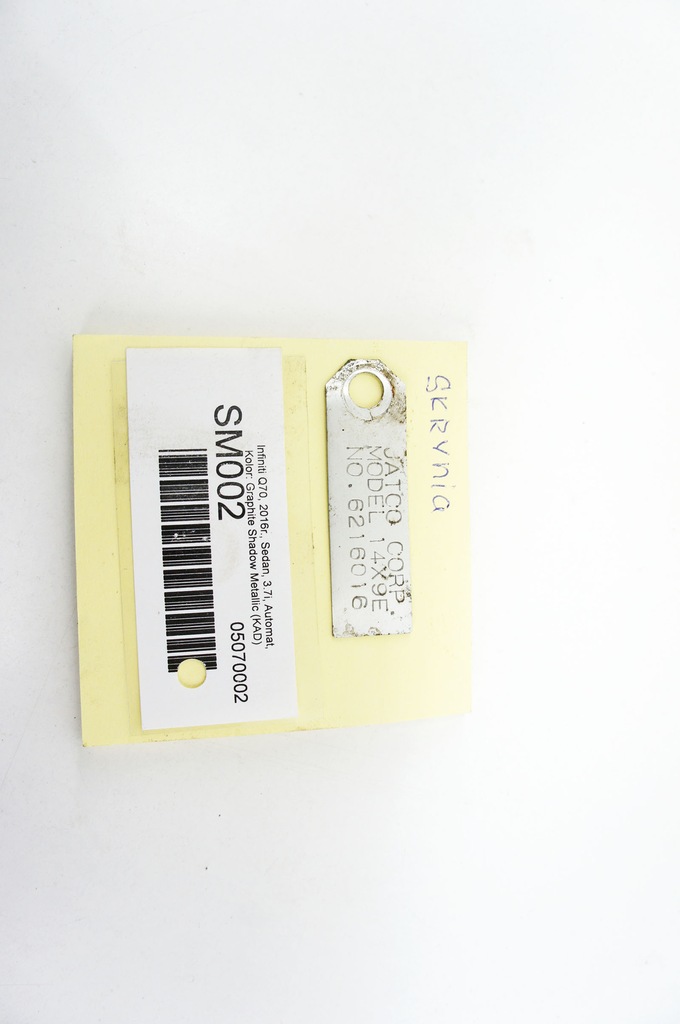 SKRYNIA
JATCO CORP.
MODEL 14X9E
NO. 6216016
Infiniti Q70, 2016r., Sedan, 3.7i, Automat,
Kolor: Graphite Shadow Metallic (KAD)
SM002
05070002